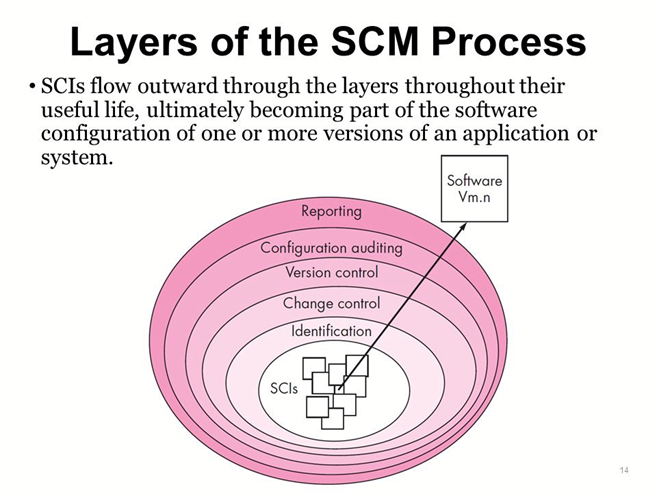 Layers of the SCM Process
• SCIs flow outward through the layers throughout their
useful life, ultimately becoming part of the software
configuration of one or more versions of an application or
system.
Software
Vm.n
Reporting
Configuration auditing
Version control
Change control
Identification
SCIs
14